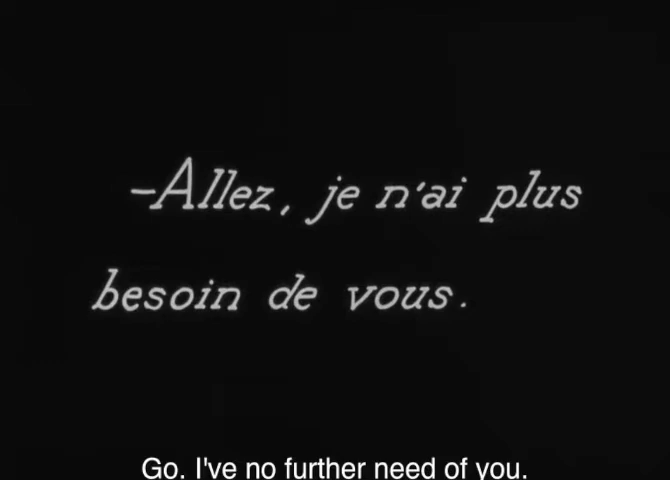 -Allez, je n'ai plus
besoin de vous.
Go. I've no further need of you.